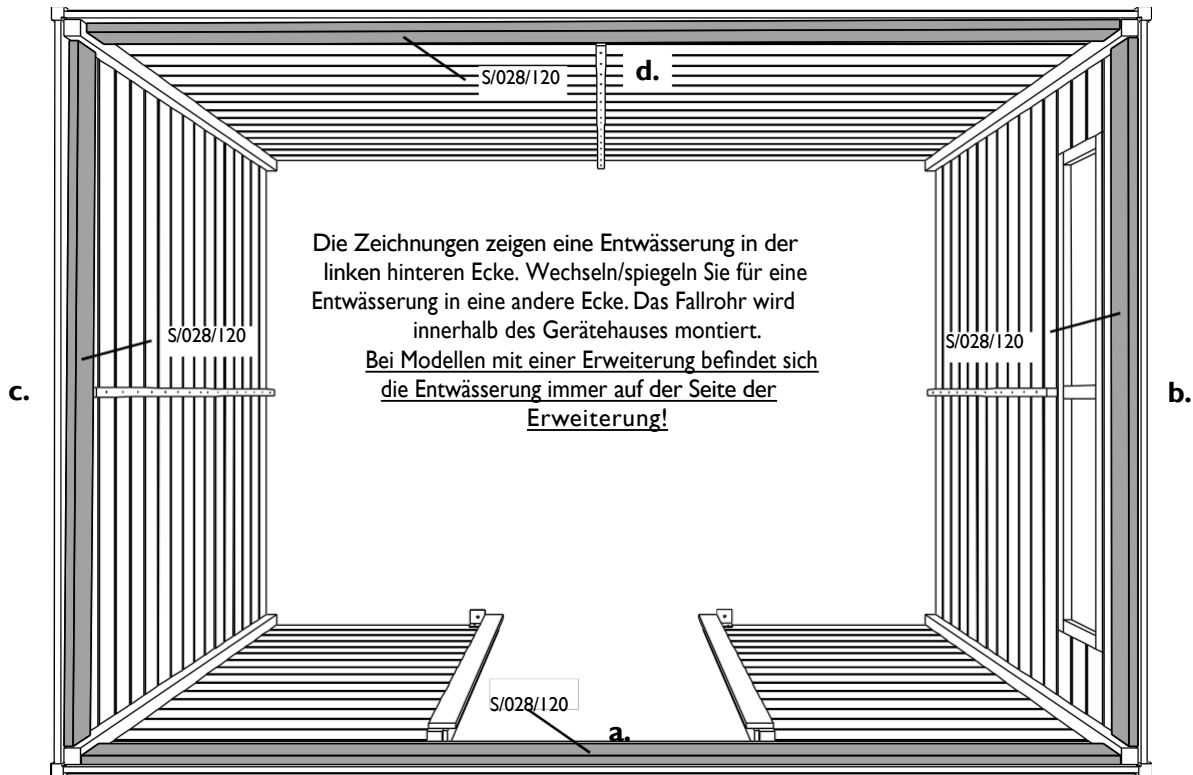 S/028/120
d.
Die Zeichnungen zeigen eine Entwässerung in der
linken hinteren Ecke. Wechseln/spiegeln Sie für eine
Entwässerung in eine andere Ecke. Das Fallrohr wird
innerhalb des Gerätehauses montiert.
Bei Modellen mit einer Erweiterung befindet sich
die Entwässerung immer auf der Seite der
Erweiterung!
S/028/120
S/028/120
c.
b.
S/028/120
a.